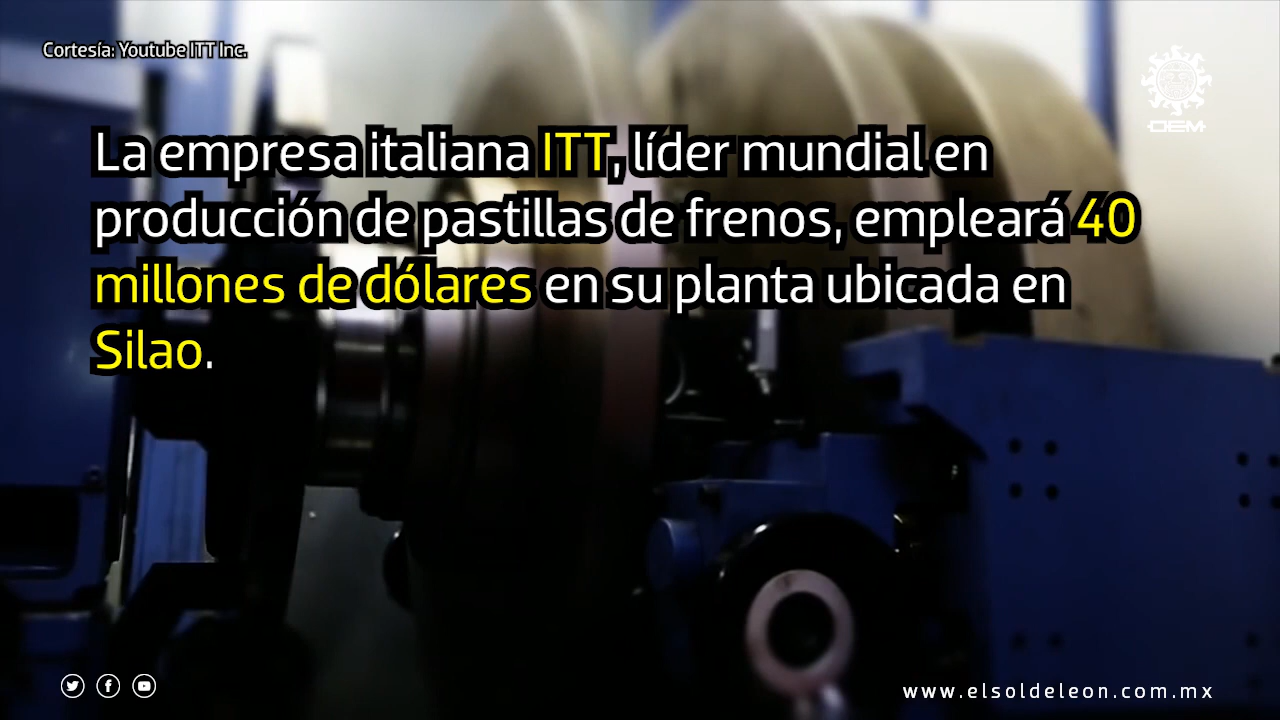 Cortesía: Youtube ITT Inc.
OEM
La empresa italiana ITT, líder mundial en
producción de pastillas de frenos, empleará 40
millones de dólares en su planta ubicada en
Silao.
www.elsoldeleon.com.mx